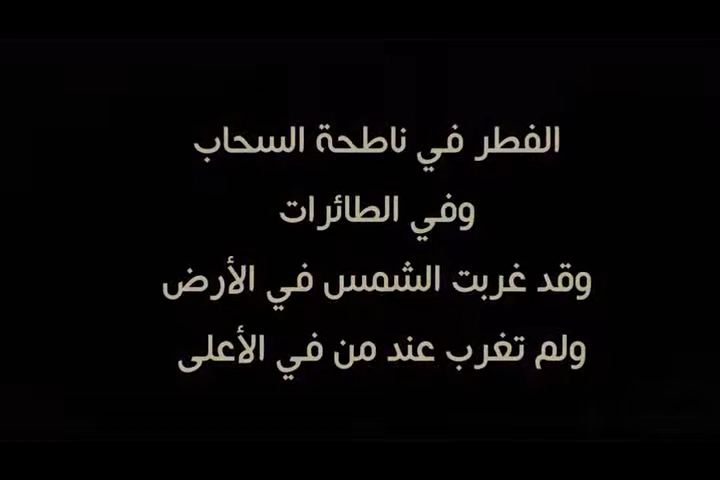 الفطر في ناطحة السحاب
وفي الطائرات
وقد غربت الشمس في الأرض
ولم تغرب عند من في الأعلى